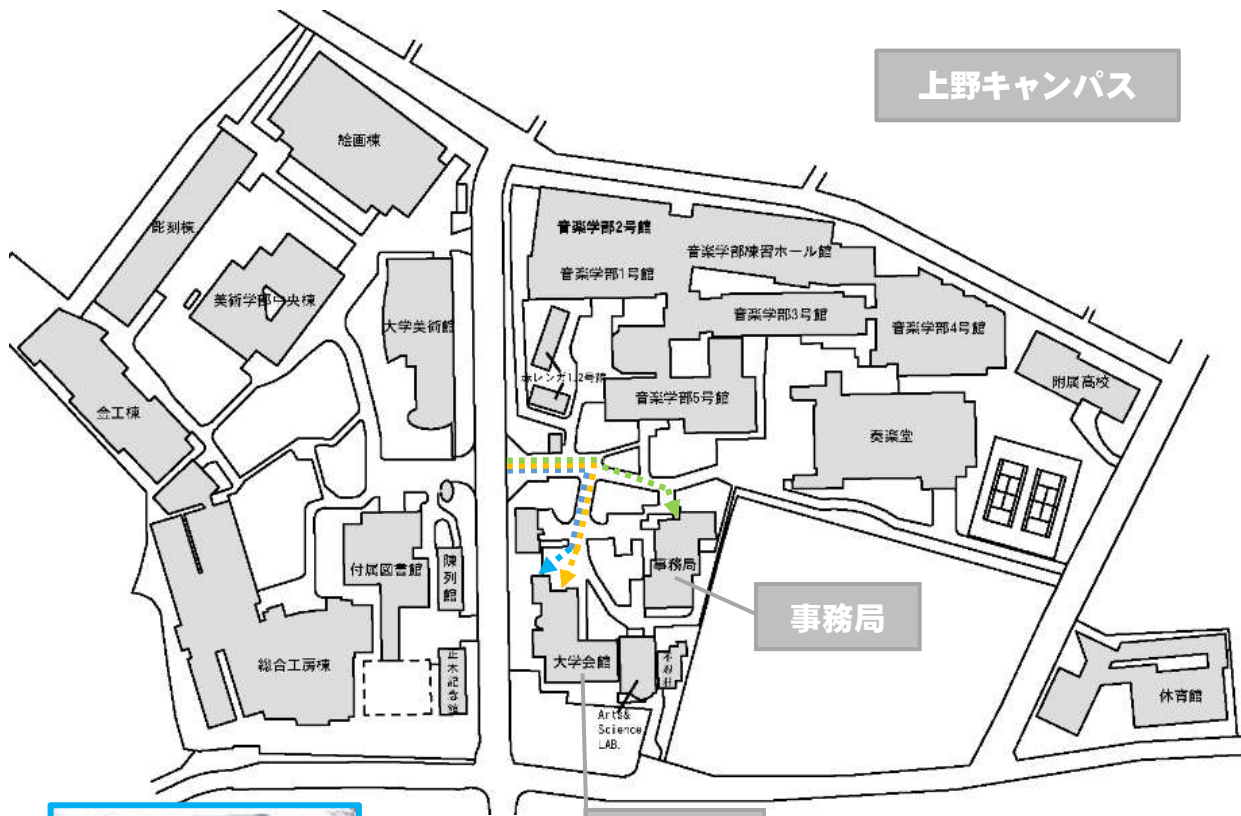 上野キャンパス
絵画棟
彫刻棟
音楽学部2号館
音楽学部練習ホール館
音楽学部1号館
美術学部中央棟
大学美術館
音楽学部3号館
音楽学部4号館
赤レンガ1.2号館
附属高校
音楽学部5号館
金工棟
奏楽堂
付属図書館
陳列館
事務局
事務局
総合工房棟
正木記念館
大学会館
不忍荘
体育館
Arts&
Science
LAB.